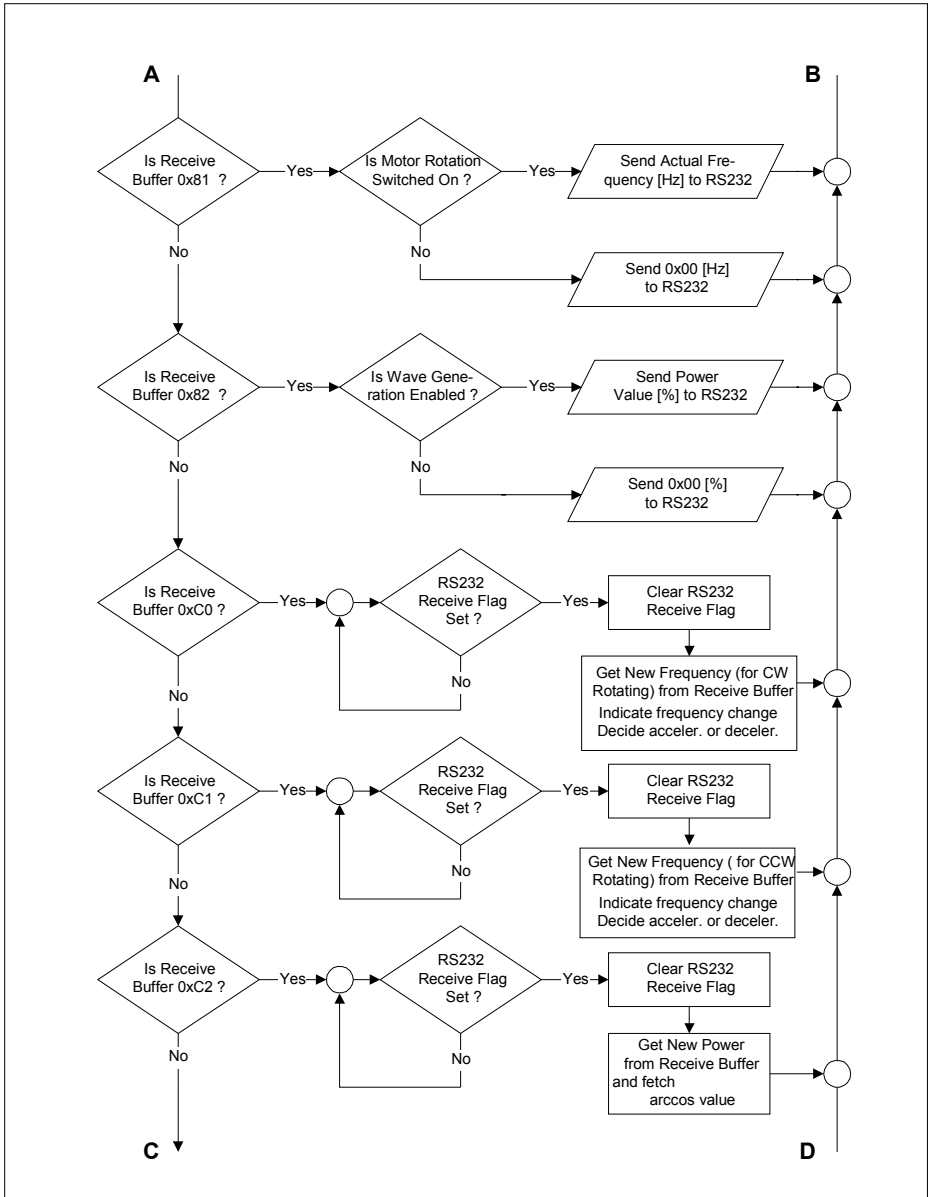 A
B
Is Receive
Buffer 0x81 ?
Yes
Is Motor Rotation
Switched On ?
Yes
Send Actual Fre-
quency [Hz] to RS232
No
No
Send 0x00 [Hz]
to RS232
Is Receive
Buffer 0x82 ?
Yes
Is Wave Gene-
ration Enabled ?
Yes
Send Power
Value [%] to RS232
No
No
Send 0x00 [%]
to RS232
Is Receive
Buffer 0xC0 ?
Yes
RS232
Receive Flag
Set ?
Yes
Clear RS232
Receive Flag
No
No
Get New Frequency (for CW
Rotating) from Receive Buffer
Indicate frequency change
Decide acceler. or deceler.
Is Receive
Buffer 0xC1 ?
Yes
RS232
Receive Flag
Set ?
Yes
Clear RS232
Receive Flag
No
No
Get New Frequency ( for CCW
Rotating) from Receive Buffer
Indicate frequency change
Decide acceler. or deceler.
Is Receive
Buffer 0xC2 ?
Yes
RS232
Receive Flag
Set ?
Yes
Clear RS232
Receive Flag
No
No
Get New Power
from Receive Buffer
and fetch
arccos value
C
D